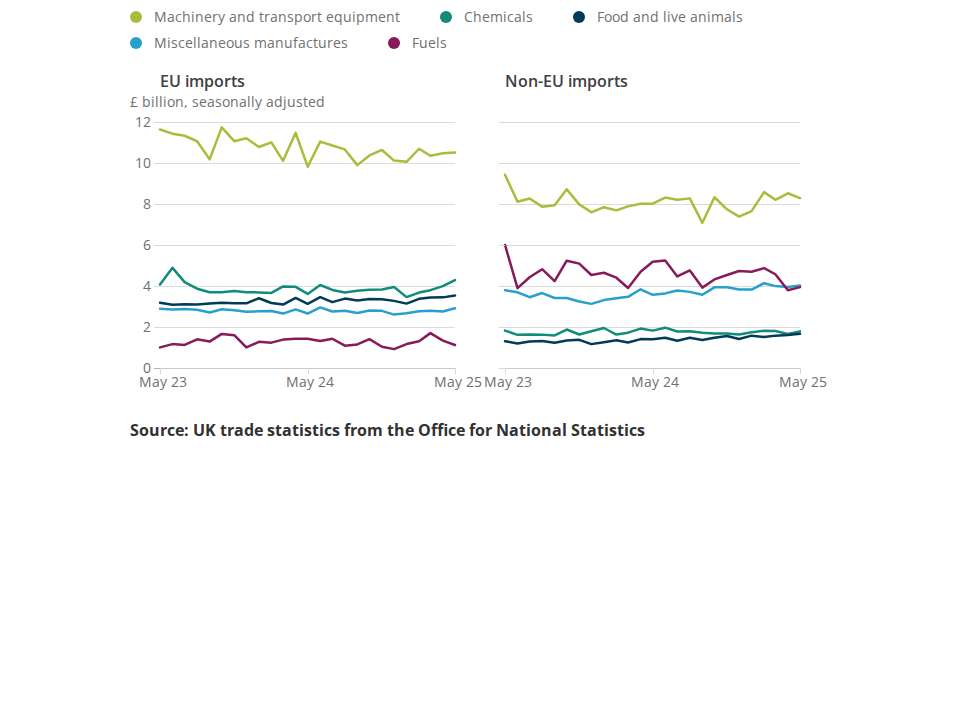 Machinery and transport equipment Chemicals Food and live animals
Miscellaneous manufactures Fuels
EU imports Non-EU imports
£ billion, seasonally adjusted
12
10
8
6
4
2
0
May 23 May 24 May 25 May 23 May 24 May 25
Source: UK trade statistics from the Office for National Statistics